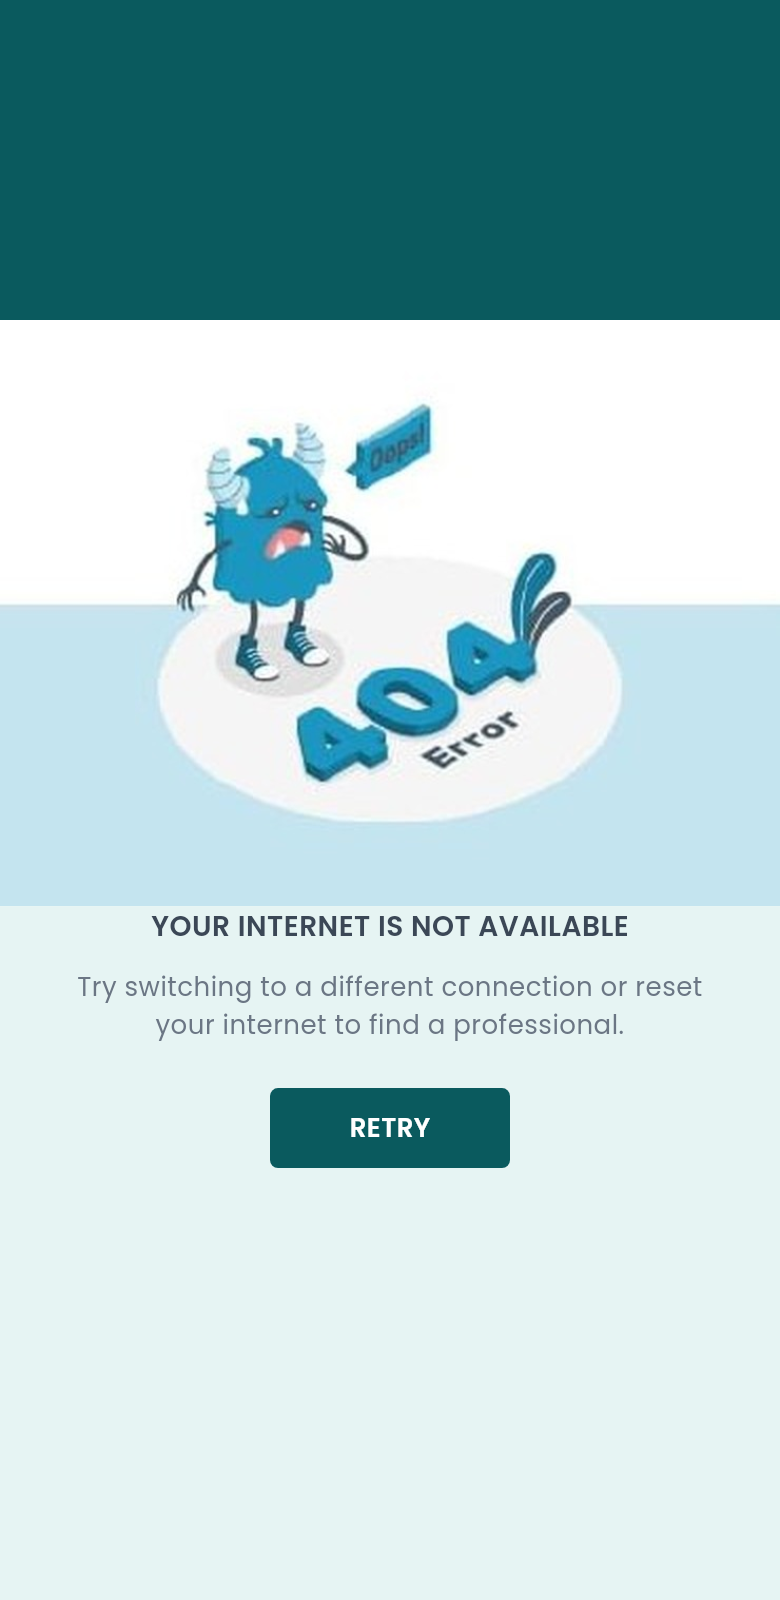 Oops!
404
Error
YOUR INTERNET IS NOT AVAILABLE
Try switching to a different connection or reset
your internet to find a professional.
RETRY